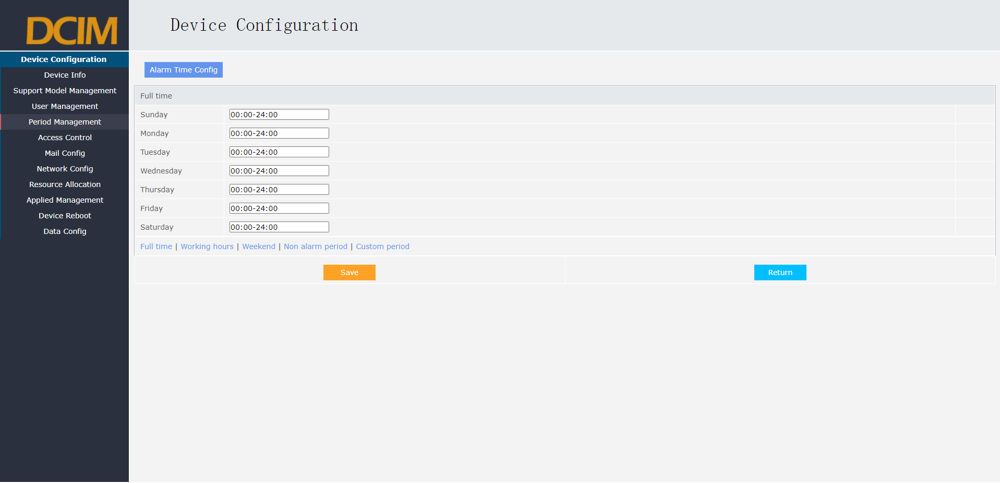 DCIM
Device Configuration
Device Configuration
Device Info
Support Model Management
User Management
Period Management
Access Control
Mail Config
Network Config
Resource Allocation
Applied Management
Device Reboot
Data Config
Alarm Time Config
Full time
Sunday 00:00-24:00
Monday 00:00-24:00
Tuesday 00:00-24:00
Wednesday 00:00-24:00
Thursday 00:00-24:00
Friday 00:00-24:00
Saturday 00:00-24:00
Full time | Working hours | Weekend | Non alarm period | Custom period
Save Return